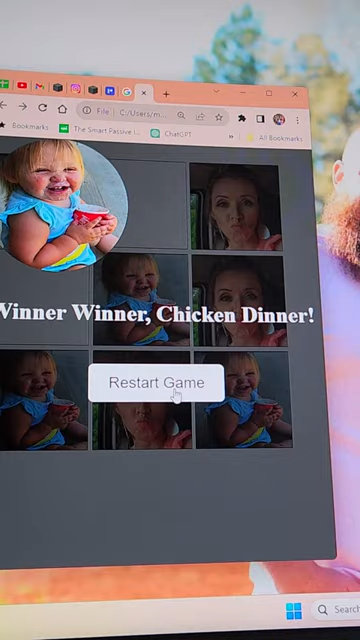 File
C:/Users/m...
Bookmarks
The Smart Passive I...
ChatGPT
All Bookmarks
Winner Winner, Chicken Dinner!
Restart Game
Search